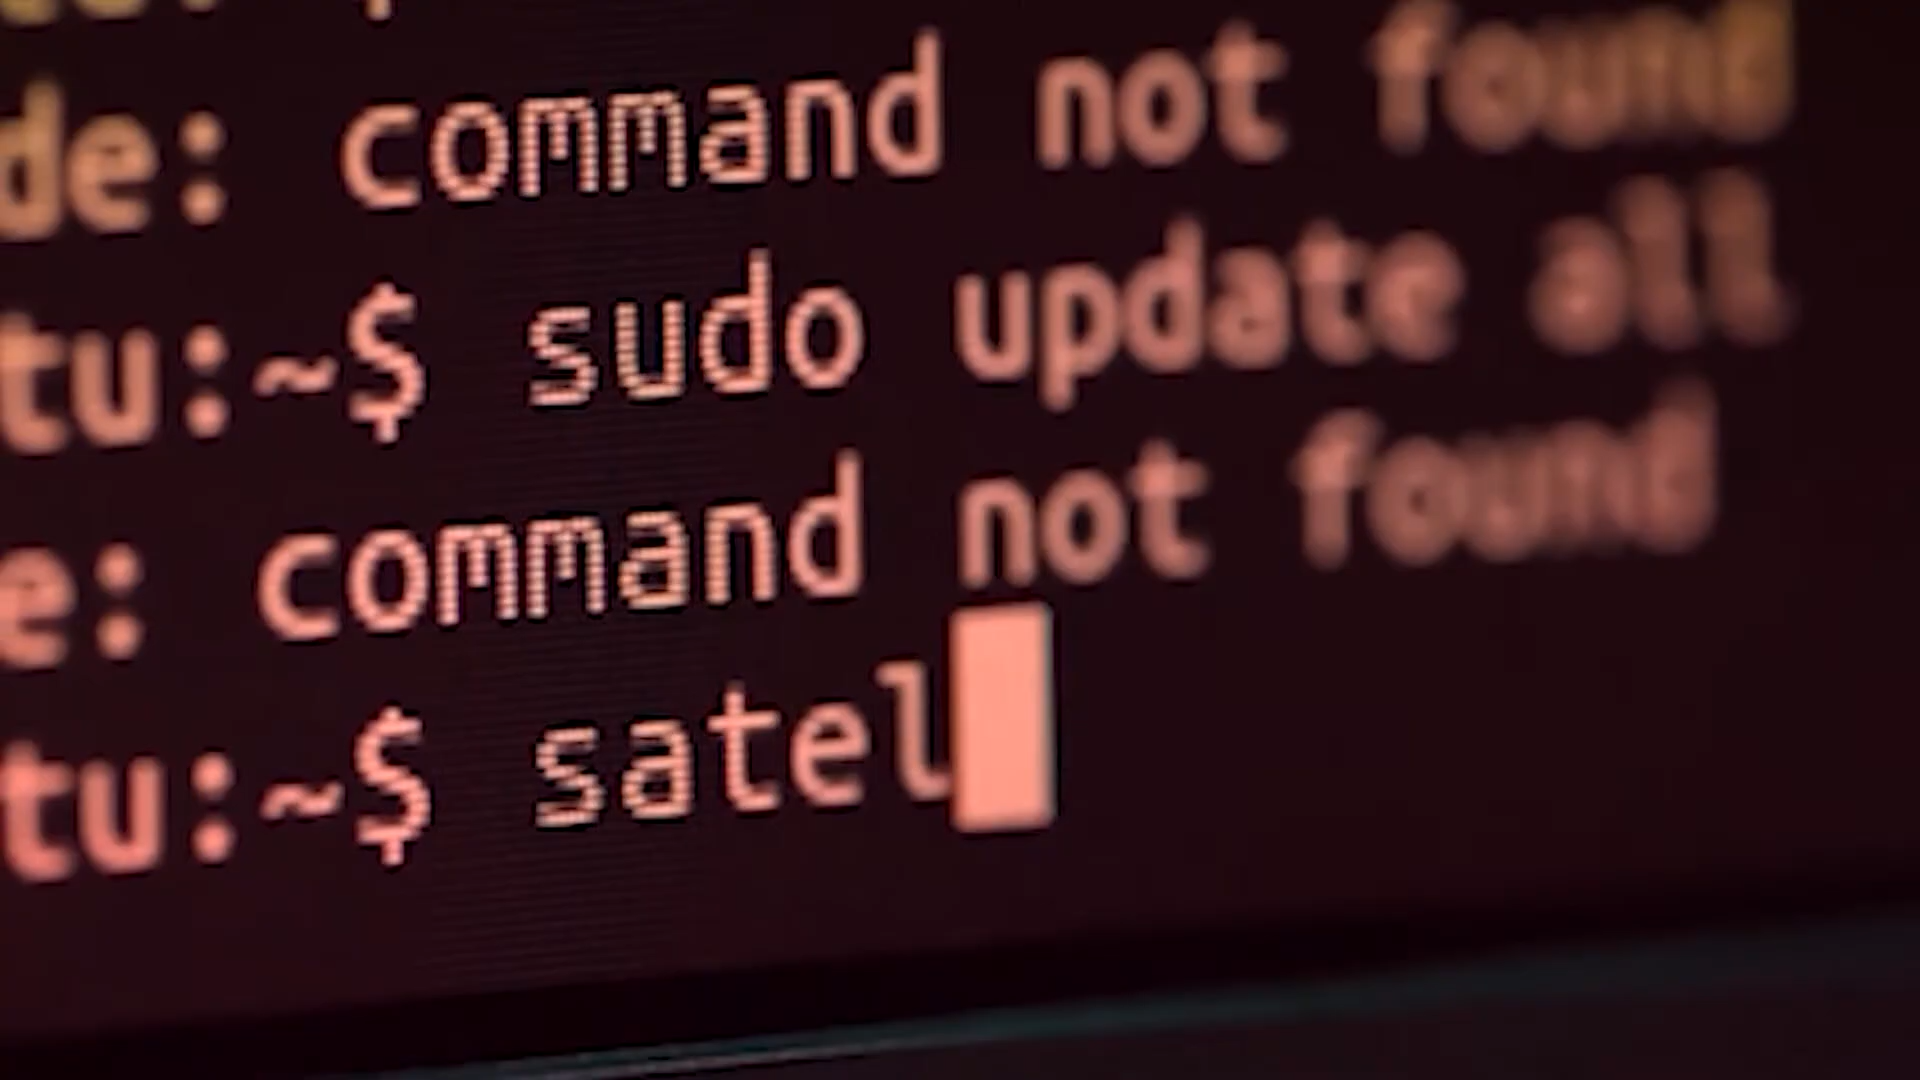 de: command not found
tu:~$ sudo update all
e: command not found
tu:~$ satel